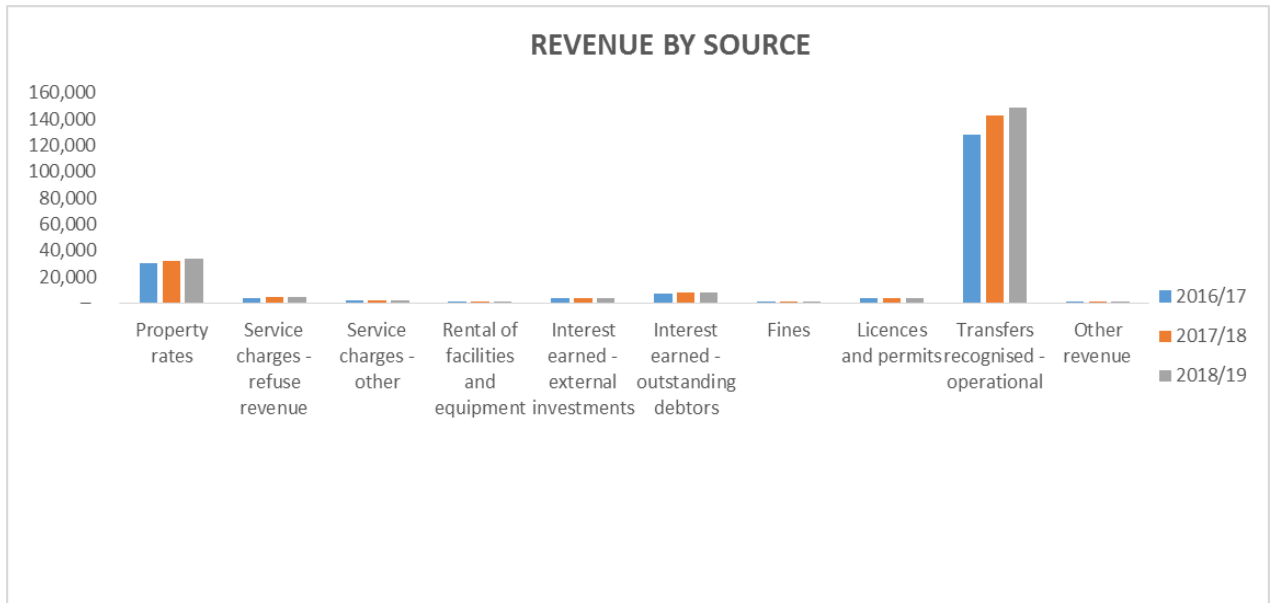 REVENUE BY SOURCE
160,000
140,000
120,000
100,000
80,000
60,000
40,000
20,000
–
Property
rates
Service
charges -
refuse
revenue
Service
charges -
other
Rental of
facilities
and
equipment
Interest
earned -
external
investments
Interest
earned -
outstanding
debtors
Fines
Licences
and permits
Transfers
recognised -
operational
Other
revenue
2016/17
2017/18
2018/19